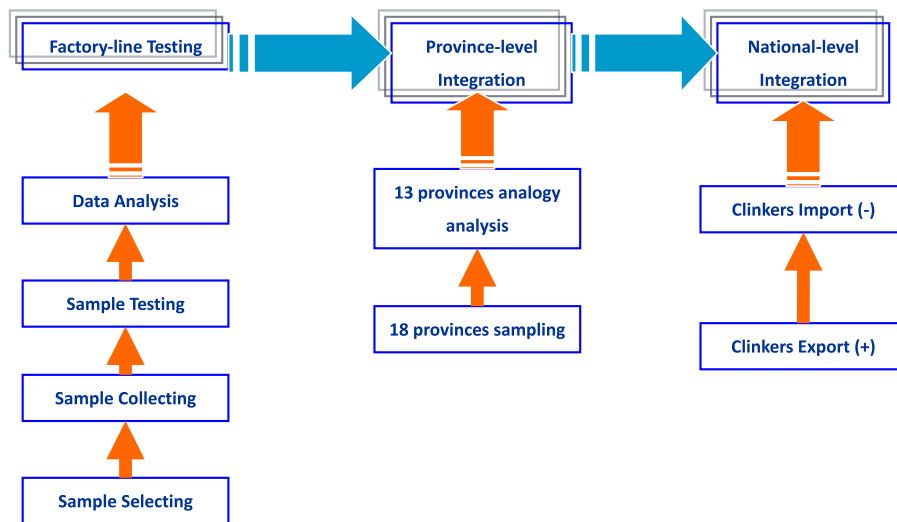 Factory-line Testing
Province-level
Integration
National-level
Integration
Data Analysis
13 provinces analogy
analysis
Clinkers Import (-)
Sample Testing
18 provinces sampling
Clinkers Export (+)
Sample Collecting
Sample Selecting